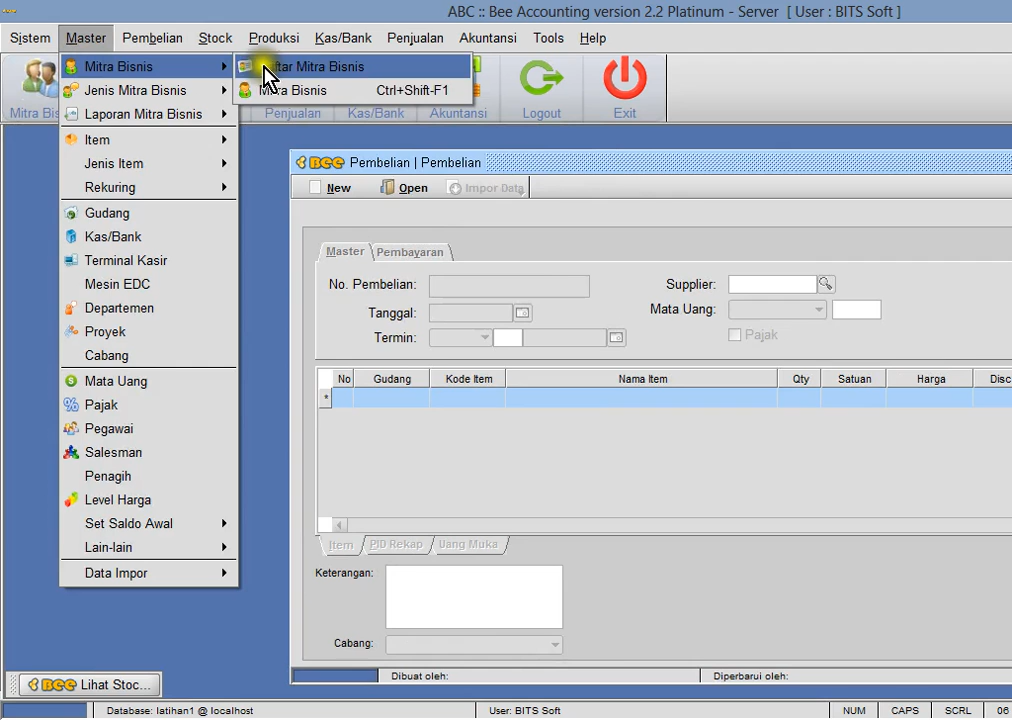 ABC :: Bee Accounting version 2.2 Platinum - Server [ User : BITS Soft ]
Sistem Master Pembelian Stock Produksi Kas/Bank Penjualan Akuntansi Tools Help
Mitra Bis
Penjualan
Kas/Bank
Akuntansi
Logout
Exit
Mitra Bisnis
Jenis Mitra Bisnis
Laporan Mitra Bisnis
Item
Jenis Item
Rekuring
Gudang
Kas/Bank
Terminal Kasir
Mesin EDC
Departemen
Proyek
Cabang
Mata Uang
Pajak
Pegawai
Salesman
Penagih
Level Harga
Set Saldo Awal
Lain-lain
Data Impor
Mitra Bisnis
Bisnis Ctrl+Shift-F1
Bee Pembelian | Pembelian
New Open Impor Data
Master Pembayaran
No. Pembelian:
Tanggal:
Termin:
Supplier:
Mata Uang:
Pajak
No Gudang Kode Item Nama Item Qty Satuan Harga Disc
*
Item PID Rekap Uang Muka
Keterangan:
Cabang:
Dibuat oleh: Diperbarui oleh:
Bee Lihat Stoc...
Database: latihan1 @ localhost User: BITS Soft NUM CAPS SCRL 06